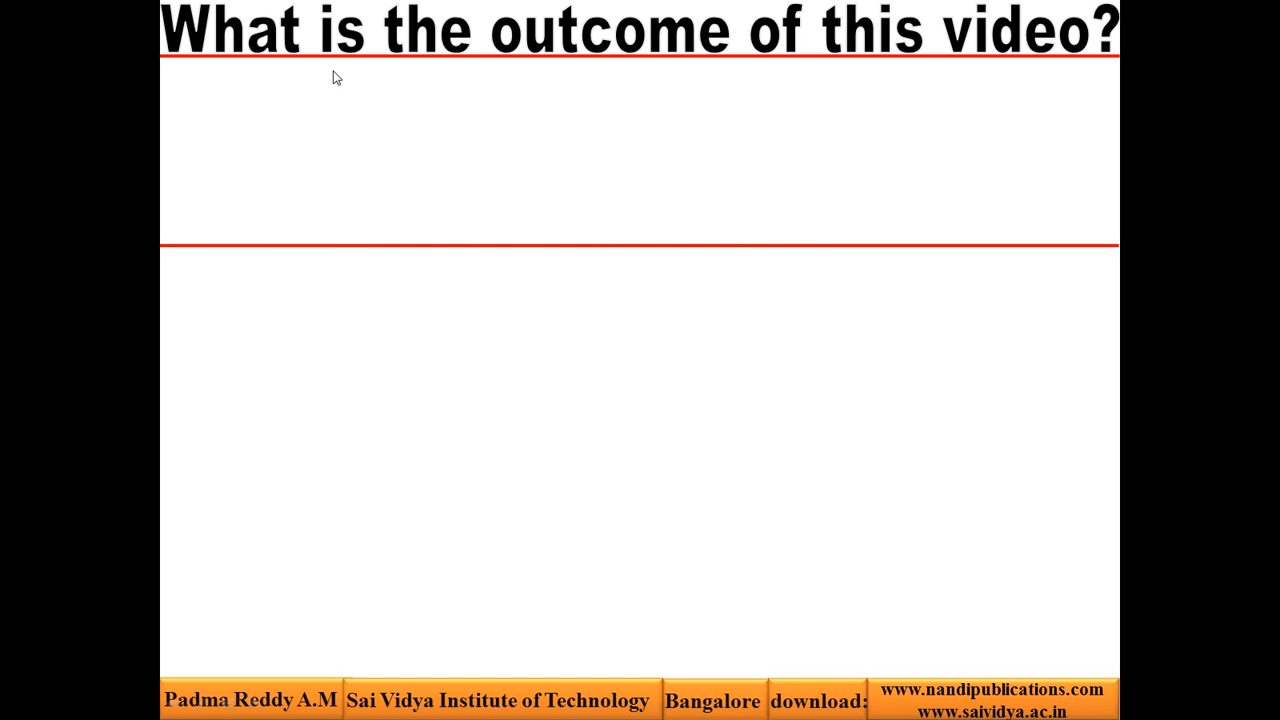 What is the outcome of this video?
Padma Reddy A.M Sai Vidya Institute of Technology Bangalore download: www.nandipublications.com
www.saividya.ac.in